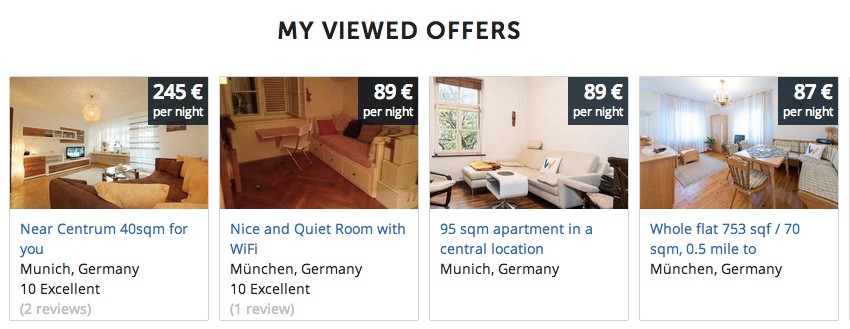 MY VIEWED OFFERS
245 €
per night
Near Centrum 40sqm for
you
Munich, Germany
10 Excellent
(2 reviews)
89 €
per night
Nice and Quiet Room with
WiFi
München, Germany
10 Excellent
(1 review)
89 €
per night
95 sqm apartment in a
central location
Munich, Germany
87 €
per night
Whole flat 753 sqf / 70
sqm, 0.5 mile to
München, Germany